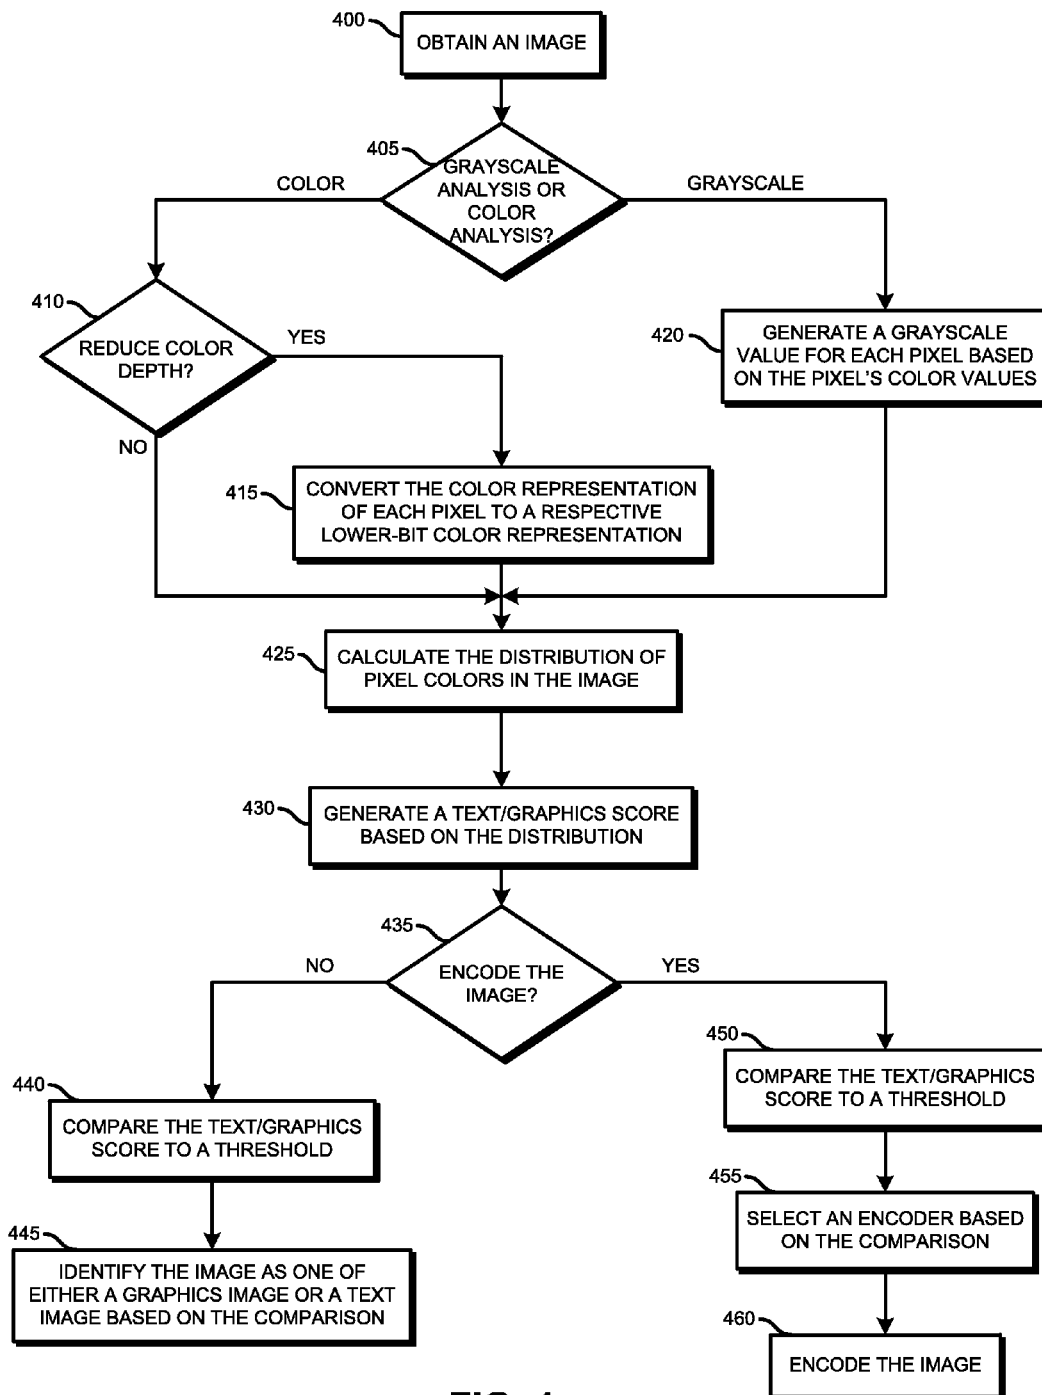 400
OBTAIN AN IMAGE
405
GRAYSCALE
ANALYSIS OR
COLOR
ANALYSIS?
COLOR
GRAYSCALE
410
REDUCE COLOR
DEPTH?
YES
NO
420
GENERATE A GRAYSCALE
VALUE FOR EACH PIXEL BASED
ON THE PIXEL'S COLOR VALUES
415
CONVERT THE COLOR REPRESENTATION
OF EACH PIXEL TO A RESPECTIVE
LOWER-BIT COLOR REPRESENTATION
425
CALCULATE THE DISTRIBUTION OF
PIXEL COLORS IN THE IMAGE
430
GENERATE A TEXT/GRAPHICS SCORE
BASED ON THE DISTRIBUTION
435
ENCODE THE
IMAGE?
NO
YES
440
COMPARE THE TEXT/GRAPHICS
SCORE TO A THRESHOLD
445
IDENTIFY THE IMAGE AS ONE OF
EITHER A GRAPHICS IMAGE OR A TEXT
IMAGE BASED ON THE COMPARISON
450
COMPARE THE TEXT/GRAPHICS
SCORE TO A THRESHOLD
455
SELECT AN ENCODER BASED
ON THE COMPARISON
460
ENCODE THE IMAGE